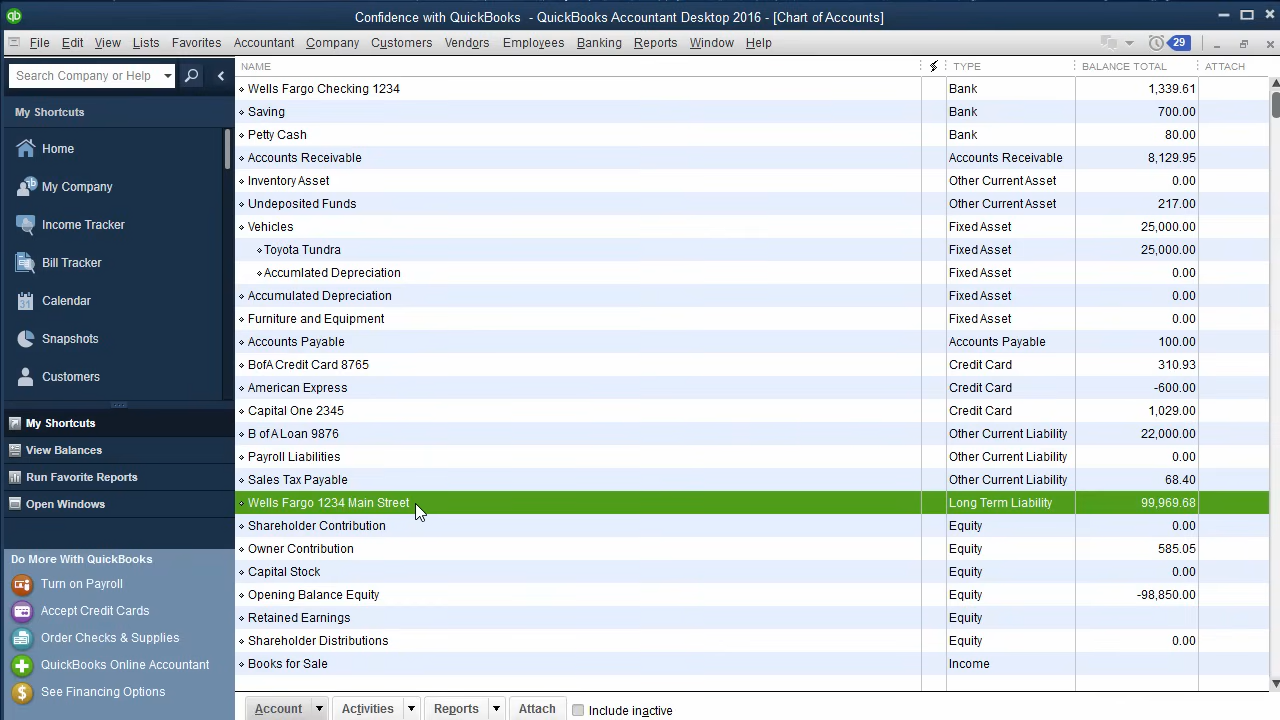 Confidence with QuickBooks - QuickBooks Accountant Desktop 2016 - [Chart of Accounts]
File Edit View Lists Favorites Accountant Company Customers Vendors Employees Banking Reports Window Help 29
Search Company or Help
My Shortcuts
Home
My Company
Income Tracker
Bill Tracker
31 Calendar
Snapshots
Customers
My Shortcuts
View Balances
Run Favorite Reports
Open Windows
Do More With QuickBooks
Turn on Payroll
Accept Credit Cards
Order Checks & Supplies
QuickBooks Online Accountant
See Financing Options
NAME TYPE BALANCE TOTAL ATTACH
Wells Fargo Checking 1234 Bank 1,339.61
Saving Bank 700.00
Petty Cash Bank 80.00
Accounts Receivable Accounts Receivable 8,129.95
Inventory Asset Other Current Asset 0.00
Undeposited Funds Other Current Asset 217.00
Vehicles Fixed Asset 25,000.00
Toyota Tundra Fixed Asset 25,000.00
Accumlated Depreciation Fixed Asset 0.00
Accumulated Depreciation Fixed Asset 0.00
Furniture and Equipment Fixed Asset 0.00
Accounts Payable Accounts Payable 100.00
BofA Credit Card 8765 Credit Card 310.93
American Express Credit Card -600.00
Capital One 2345 Credit Card 1,029.00
B of A Loan 9876 Other Current Liability 22,000.00
Payroll Liabilities Other Current Liability 0.00
Sales Tax Payable Other Current Liability 68.40
Wells Fargo 1234 Main Street Long Term Liability 99,969.68
Shareholder Contribution Equity 0.00
Owner Contribution Equity 585.05
Capital Stock Equity 0.00
Opening Balance Equity Equity -98,850.00
Retained Earnings Equity
Shareholder Distributions Equity 0.00
Books for Sale Income
Account Activities Reports Attach Include inactive